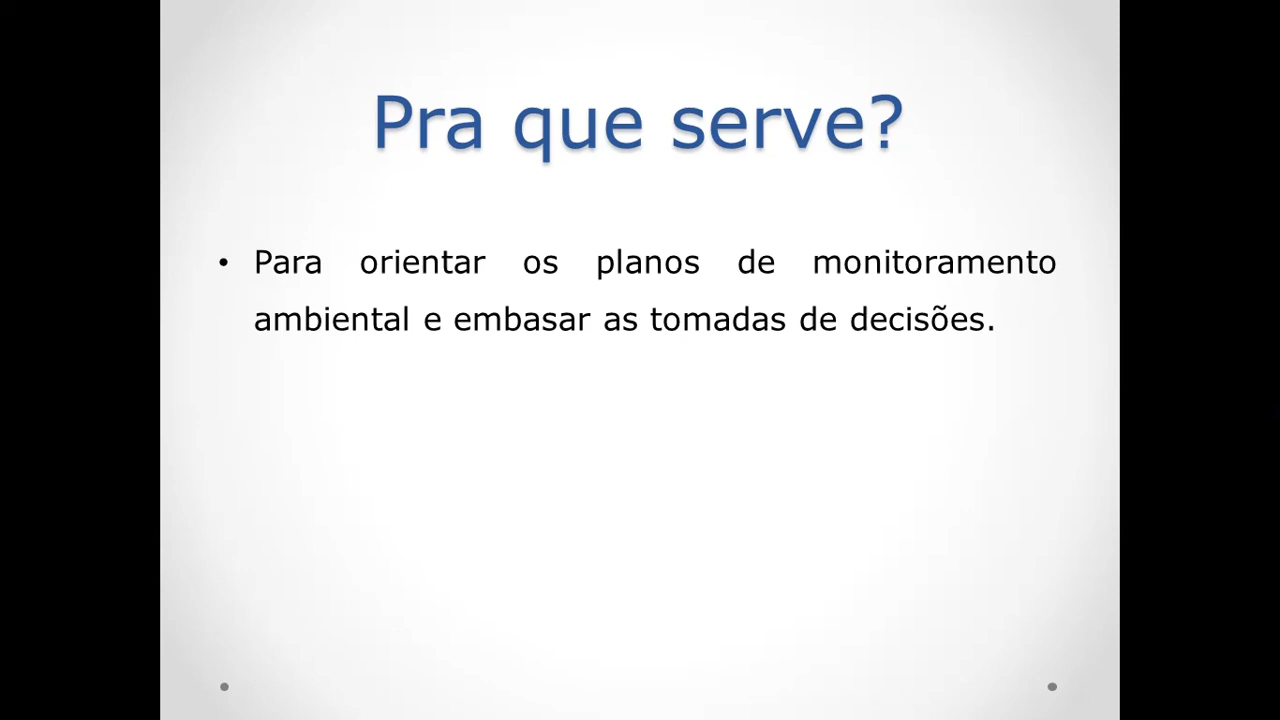 Pra que serve?
• Para orientar os planos de monitoramento
ambiental e embasar as tomadas de decisões.